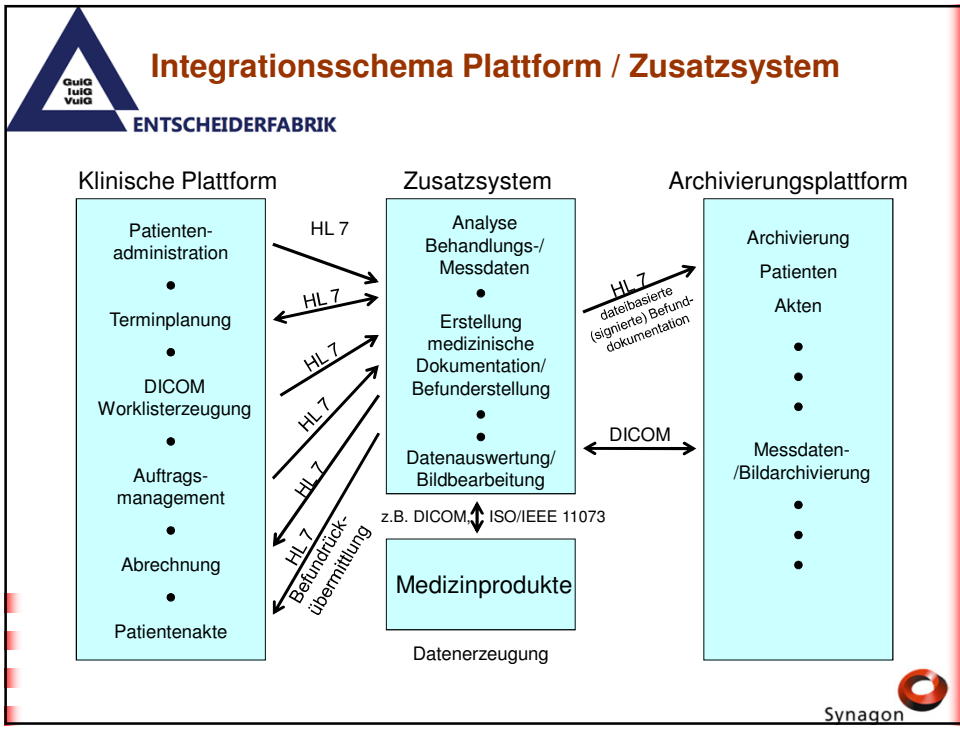 GuiG
IuiG
VuiG
ENTSCHEIDERFABRIK
Integrationsschema Plattform / Zusatzsystem
Klinische Plattform
Patienten-
administration
Terminplanung
DICOM
Worklisterzeugung
Auftrags-
management
Abrechnung
Patientenakte
HL 7
HL 7
HL 7
HL 7
HL 7
HL 7
Befundrück-
übermittlung
Zusatzsystem
Analyse
Behandlungs-/
Messdaten
Erstellung
medizinische
Dokumentation/
Befunderstellung
Datenauswertung/
Bildbearbeitung
z.B. DICOM, ISO/IEEE 11073
Medizinprodukte
Datenerzeugung
HL 7
dateibasierte
(signierte) Befund-
dokumentation
DICOM
Archivierungsplattform
Archivierung
Patienten
Akten
Messdaten-
/Bildarchivierung
Synagon